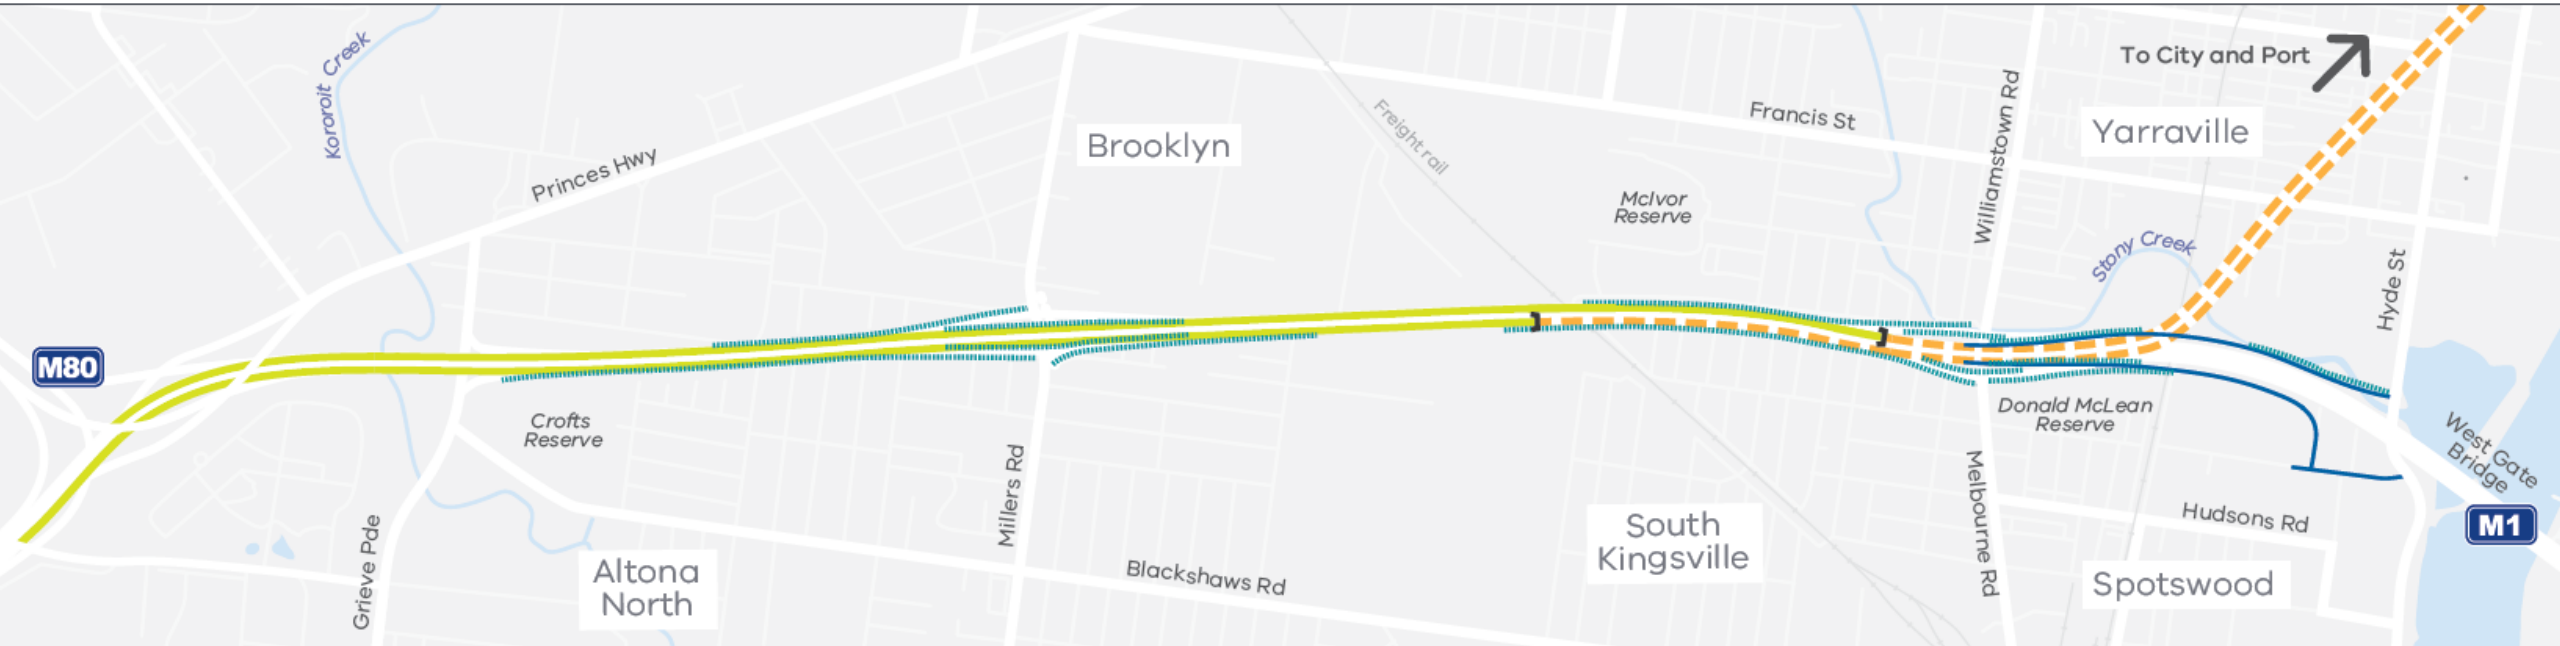 To City and Port
Kororoit Creek
Princes Hwy
Brooklyn
Freight rail
Francis St
Williamstown Rd
Yarraville
McIvor
Reserve
Stony Creek
Hyde St
M80
Crofts
Reserve
Donald McLean
Reserve
West Gate
Bridge
Millers Rd
Melbourne Rd
Hudsons Rd
M1
Grieve Pde
Altona
North
Blackshaws Rd
South
Kingsville
Spotswood